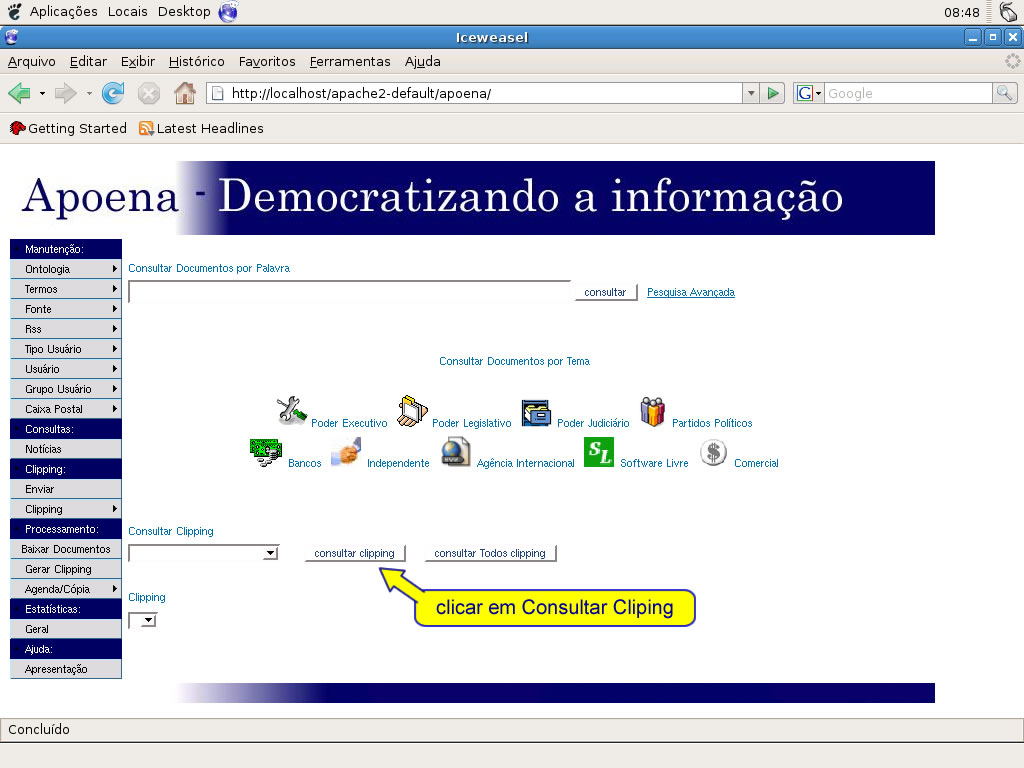 Aplicações Locais Desktop 08:48
Iceweasel
Arquivo Editar Exibir Histórico Favoritos Ferramentas Ajuda
http://localhost/apache2-default/apoena/ G Google
Getting Started Latest Headlines
Apoena - Democratizando a informação
Manutenção:
Ontologia
Termos
Fonte
Rss
Tipo Usuário
Usuário
Grupo Usuário
Caixa Postal
Consultas:
Notícias
Clipping:
Enviar
Clipping
Processamento:
Baixar Documentos
Gerar Clipping
Agenda/Cópia
Estatísticas:
Geral
Ajuda:
Apresentação
Consultar Documentos por Palavra
consultar Pesquisa Avançada
Consultar Documentos por Tema
Poder Executivo Poder Legislativo Poder Judiciário Partidos Políticos
Bancos Independente Agência Internacional SL Software Livre $ Comercial
Consultar Clipping
consultar clipping consultar Todos clipping
Clipping
clicar em Consultar Cliping
Concluído